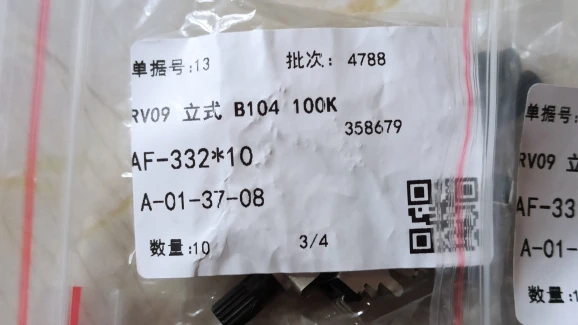 单据号:13 批次: 4788
RV09 立式 B104 100K
358679
AF-332*10
A-01-37-08
数量:10 3/4
单据号:
RV09 立
AF-33
A-01-
数量:1